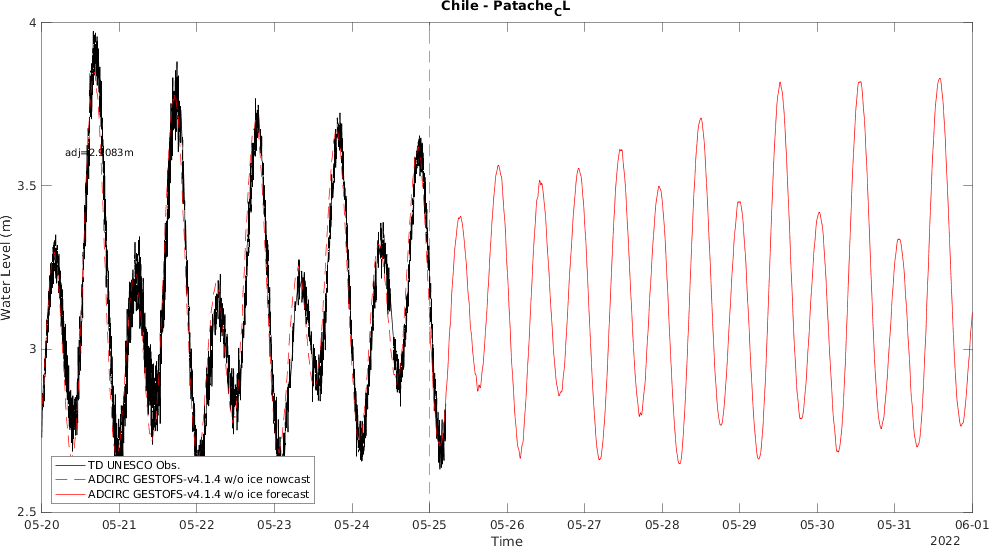 Chile - Patache_CL
4
3.5
3
2.5
Water Level (m)
adj=2.9083m
TD UNESCO Obs.
ADCIRC GESTOFS-v4.1.4 w/o ice nowcast
ADCIRC GESTOFS-v4.1.4 w/o ice forecast
05-20 05-21 05-22 05-23 05-24 05-25 05-26 05-27 05-28 05-29 05-30 05-31 06-01
Time
2022